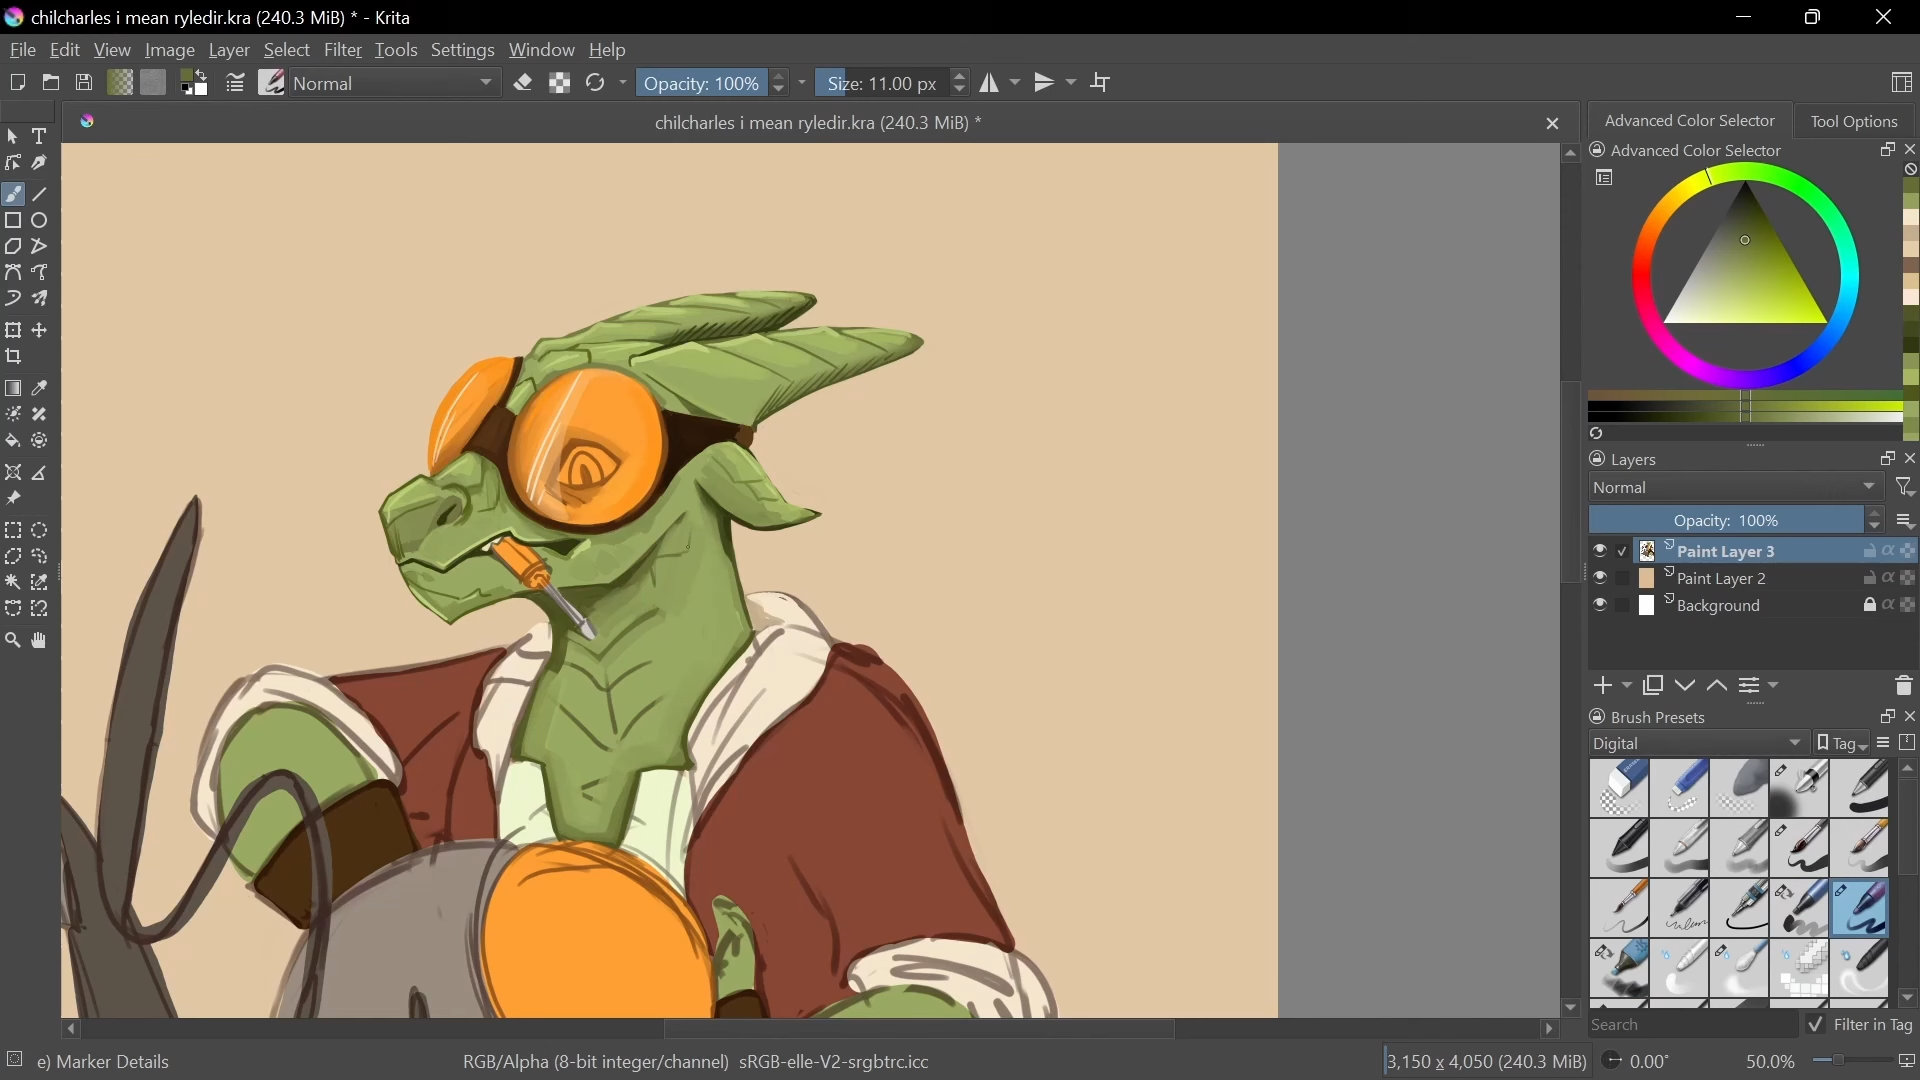 chilcharles i mean ryledir.kra (240.3 MiB) * - Krita
File Edit View Image Layer Select Filter Tools Settings Window Help
Normal Opacity: 100% Size: 11.00 px
chilcharles i mean ryledir.kra (240.3 MiB) *
Advanced Color Selector Tool Options
Advanced Color Selector
Layers
Normal
Opacity: 100%
Paint Layer 3
Paint Layer 2
Background
Brush Presets
Digital Tag
Search Filter in Tag
e) Marker Details RGB/Alpha (8-bit integer/channel) sRGB-elle-V2-srgbtrc.icc 3,150 x 4,050 (240.3 MiB) 0.00° 50.0%